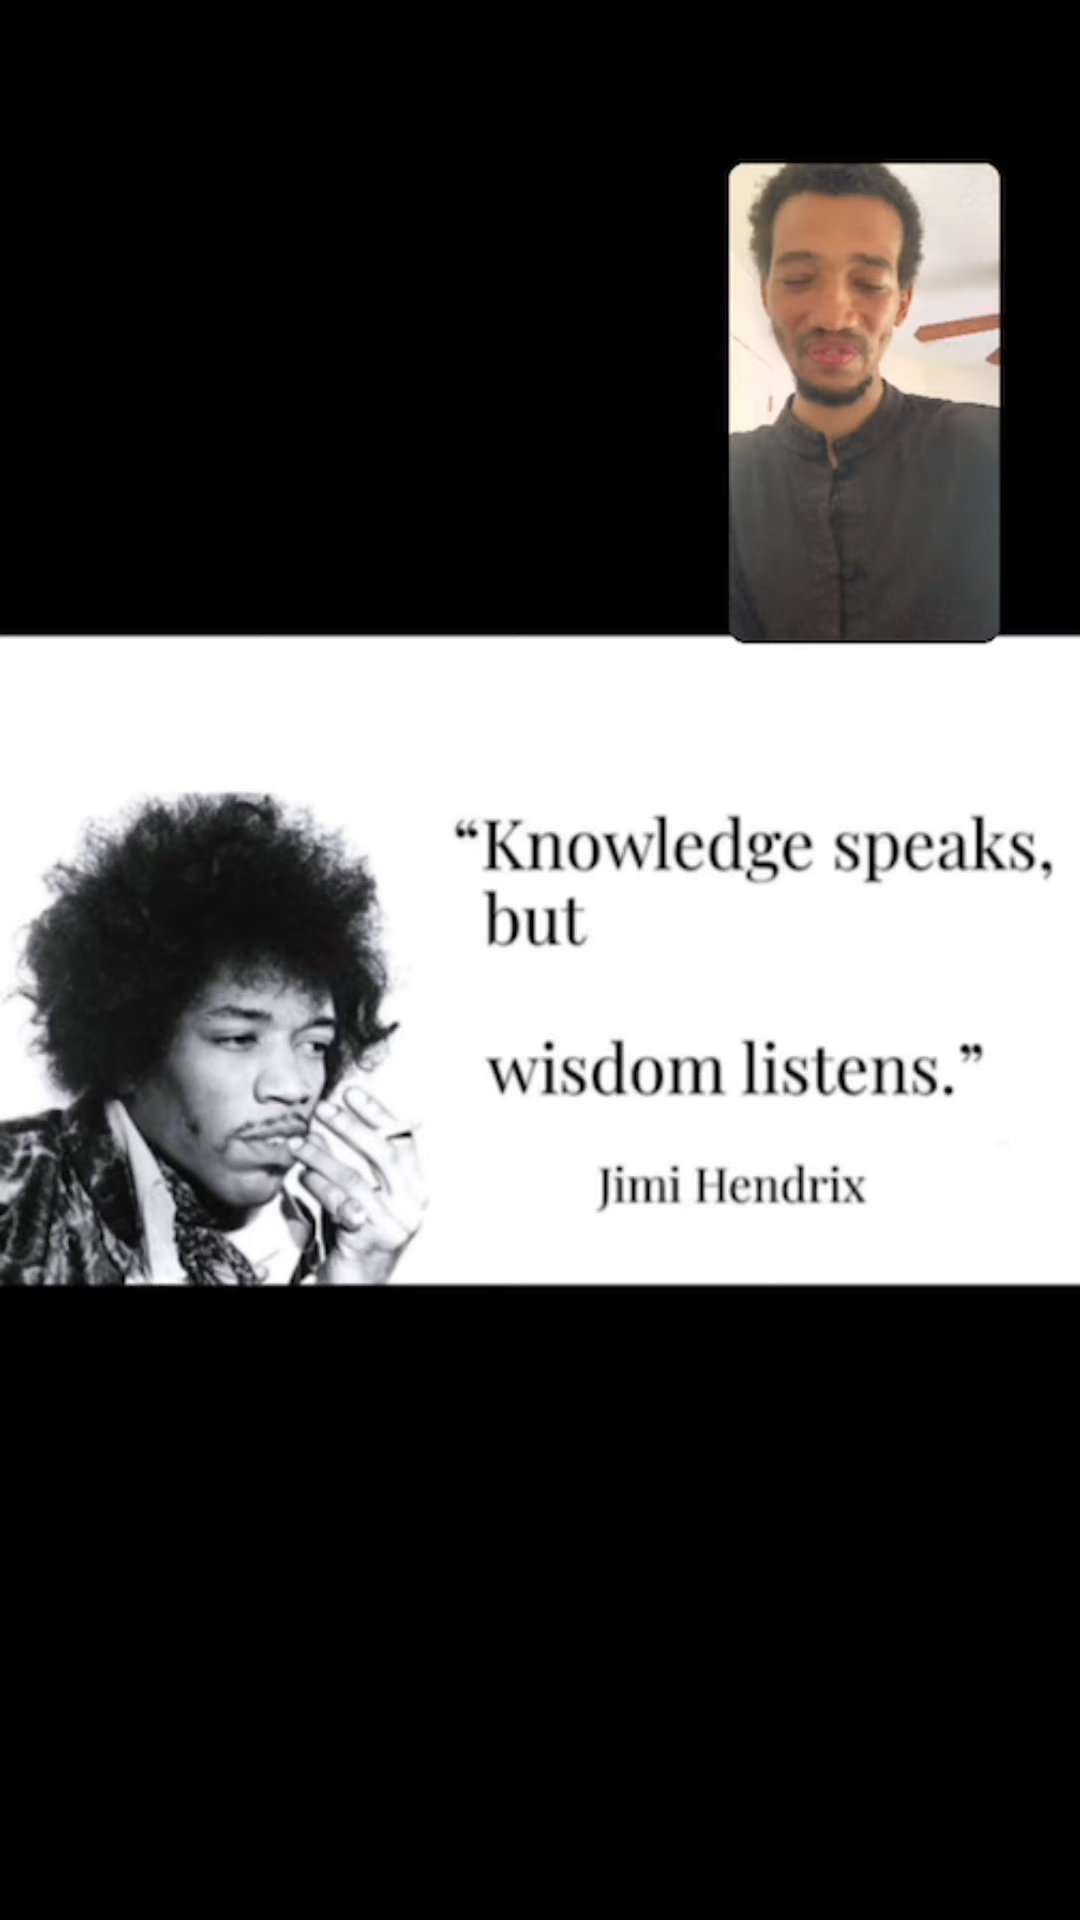 “Knowledge speaks,
but
wisdom listens.”
Jimi Hendrix